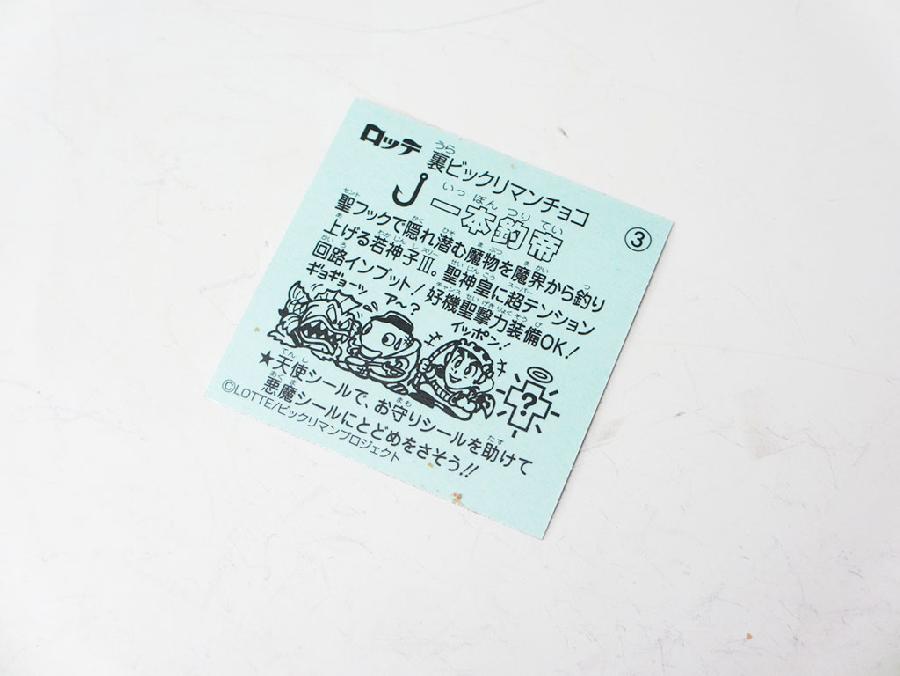 ロッテ 裏ビックリマンチョコ
一本釣帝 ③
聖フックで隠れ潜む魔物を魔界から釣り
上げる若神子III。聖神皇に超テンション
回路インプット!好機聖撃刀装備OK!
ギョギョーッ ア〜? イッポン!
?
★天使シールで、お守りシールを助けて
悪魔シールにとどめをさそう!!
©LOTTE/ビックリマンプロジェクト